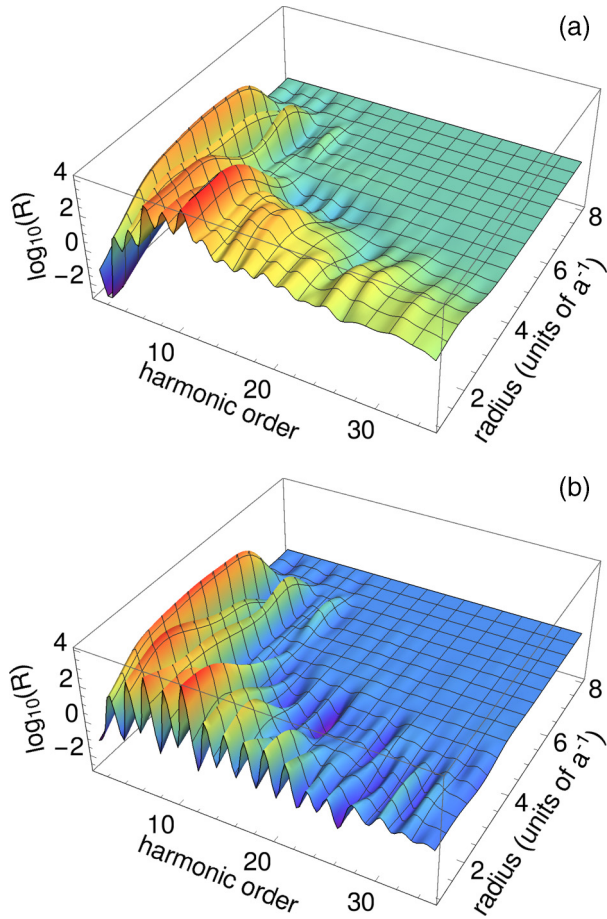 (a)
4
2
0
−2
log₁₀(R)
10
20
30
harmonic order
2
4
6
8
radius (units of a⁻¹)
(b)
4
2
0
−2
log₁₀(R)
10
20
30
harmonic order
2
4
6
8
radius (units of a⁻¹)